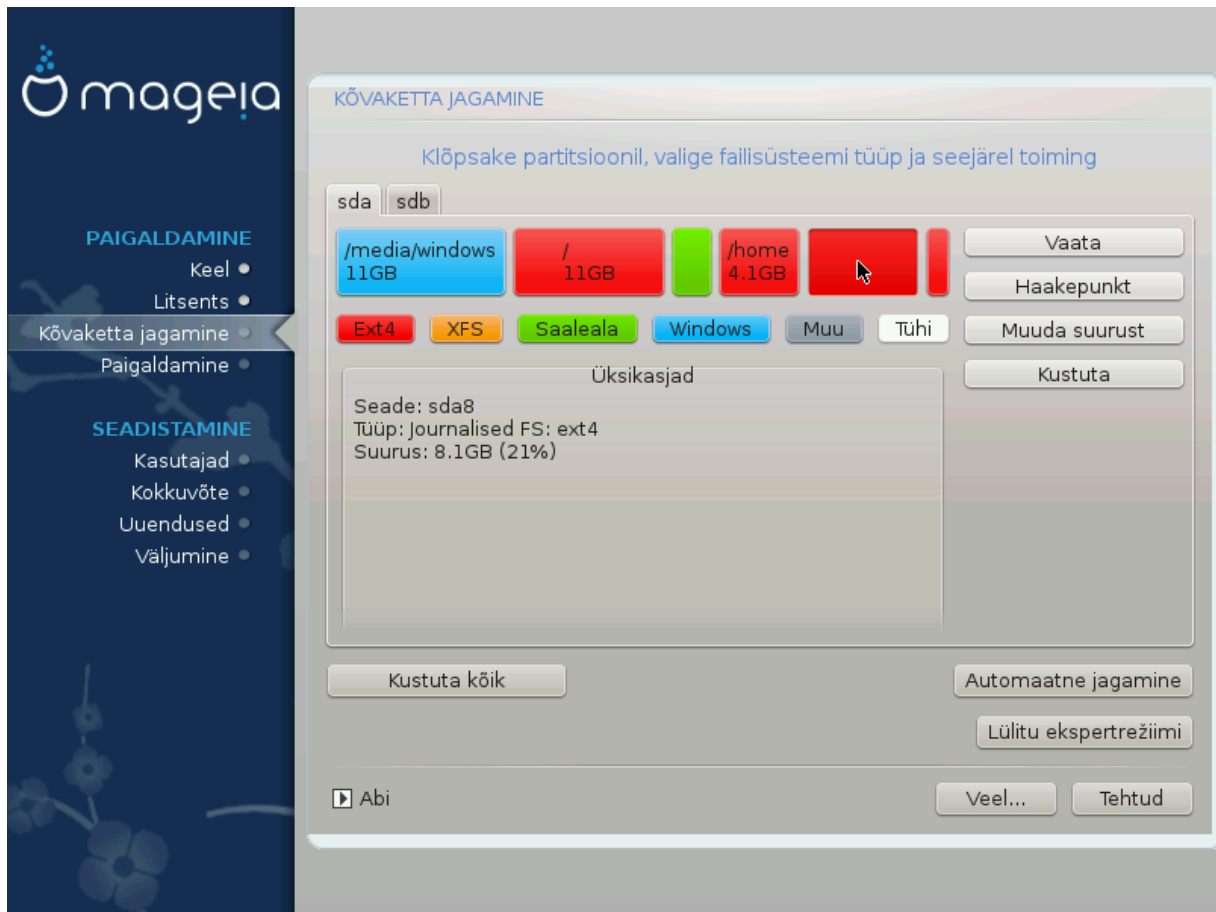 mageia
PAIGALDAMINE
Keel
Litsents
Kõvaketta jagamine
Paigaldamine
SEADISTAMINE
Kasutajad
Kokkuvõte
Uuendused
Väljumine
KÕVAKETTA JAGAMINE
Klõpsake partitsioonil, valige failisüsteemi tüüp ja seejärel toiming
sda sdb
/media/windows
11GB
/
11GB
/home
4.1GB
Ext4 XFS Saaleala Windows Muu Tühi
Vaata
Haakepunkt
Muuda suurust
Kustuta
Üksikasjad
Seade: sda8
Tüüp: Journalised FS: ext4
Suurus: 8.1GB (21%)
Kustuta kõik
Automaatne jagamine
Lülitu ekspertrežiimi
Abi
Veel...
Tehtud